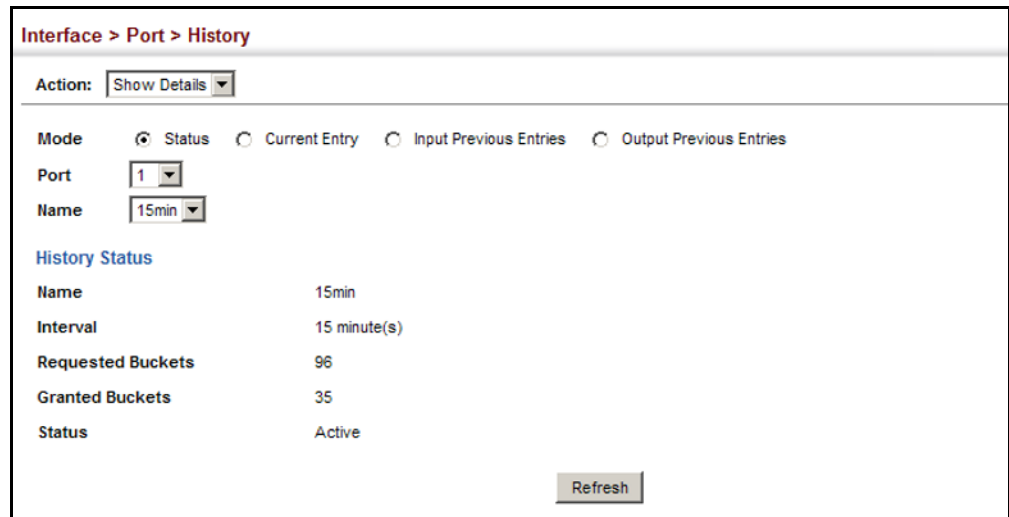 Interface > Port > History
Action: Show Details
Mode Status Current Entry Input Previous Entries Output Previous Entries
Port 1
Name 15min
History Status
Name 15min
Interval 15 minute(s)
Requested Buckets 96
Granted Buckets 35
Status Active
Refresh